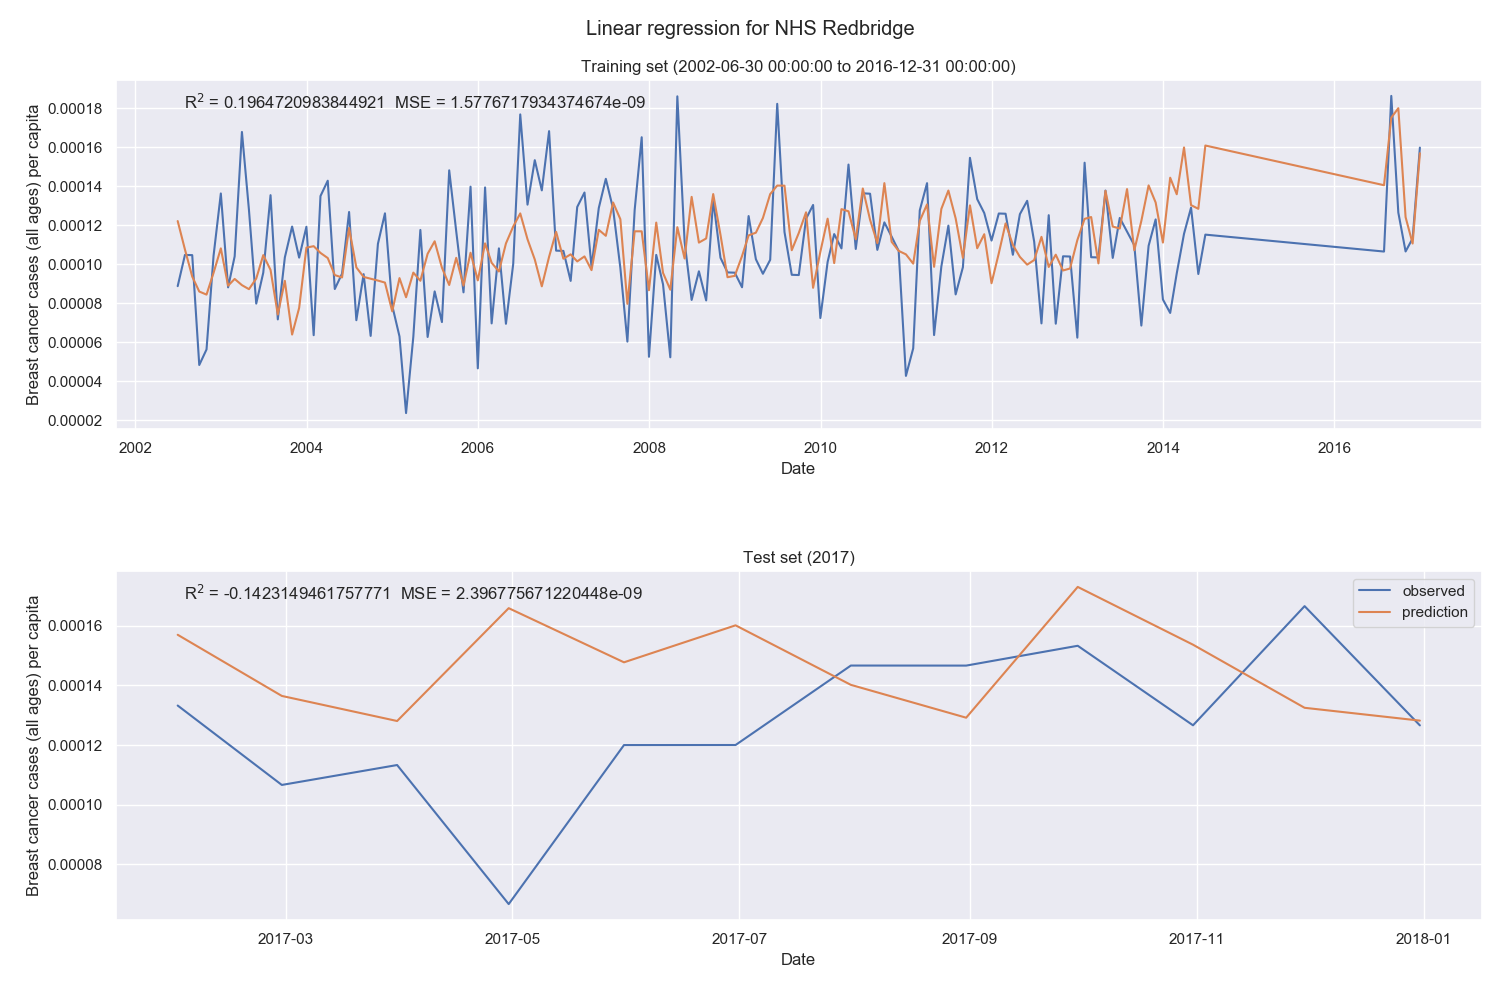 Linear regression for NHS Redbridge
Training set (2002-06-30 00:00:00 to 2016-12-31 00:00:00)
R² = 0.1964720983844921 MSE = 1.5776717934374674e-09
Breast cancer cases (all ages) per capita
0.00018
0.00016
0.00014
0.00012
0.00010
0.00008
0.00006
0.00004
0.00002
2002 2004 2006 2008 2010 2012 2014 2016
Date
Test set (2017)
R² = -0.1423149461757771 MSE = 2.396775671220448e-09
observed
prediction
Breast cancer cases (all ages) per capita
0.00016
0.00014
0.00012
0.00010
0.00008
2017-03 2017-05 2017-07 2017-09 2017-11 2018-01
Date